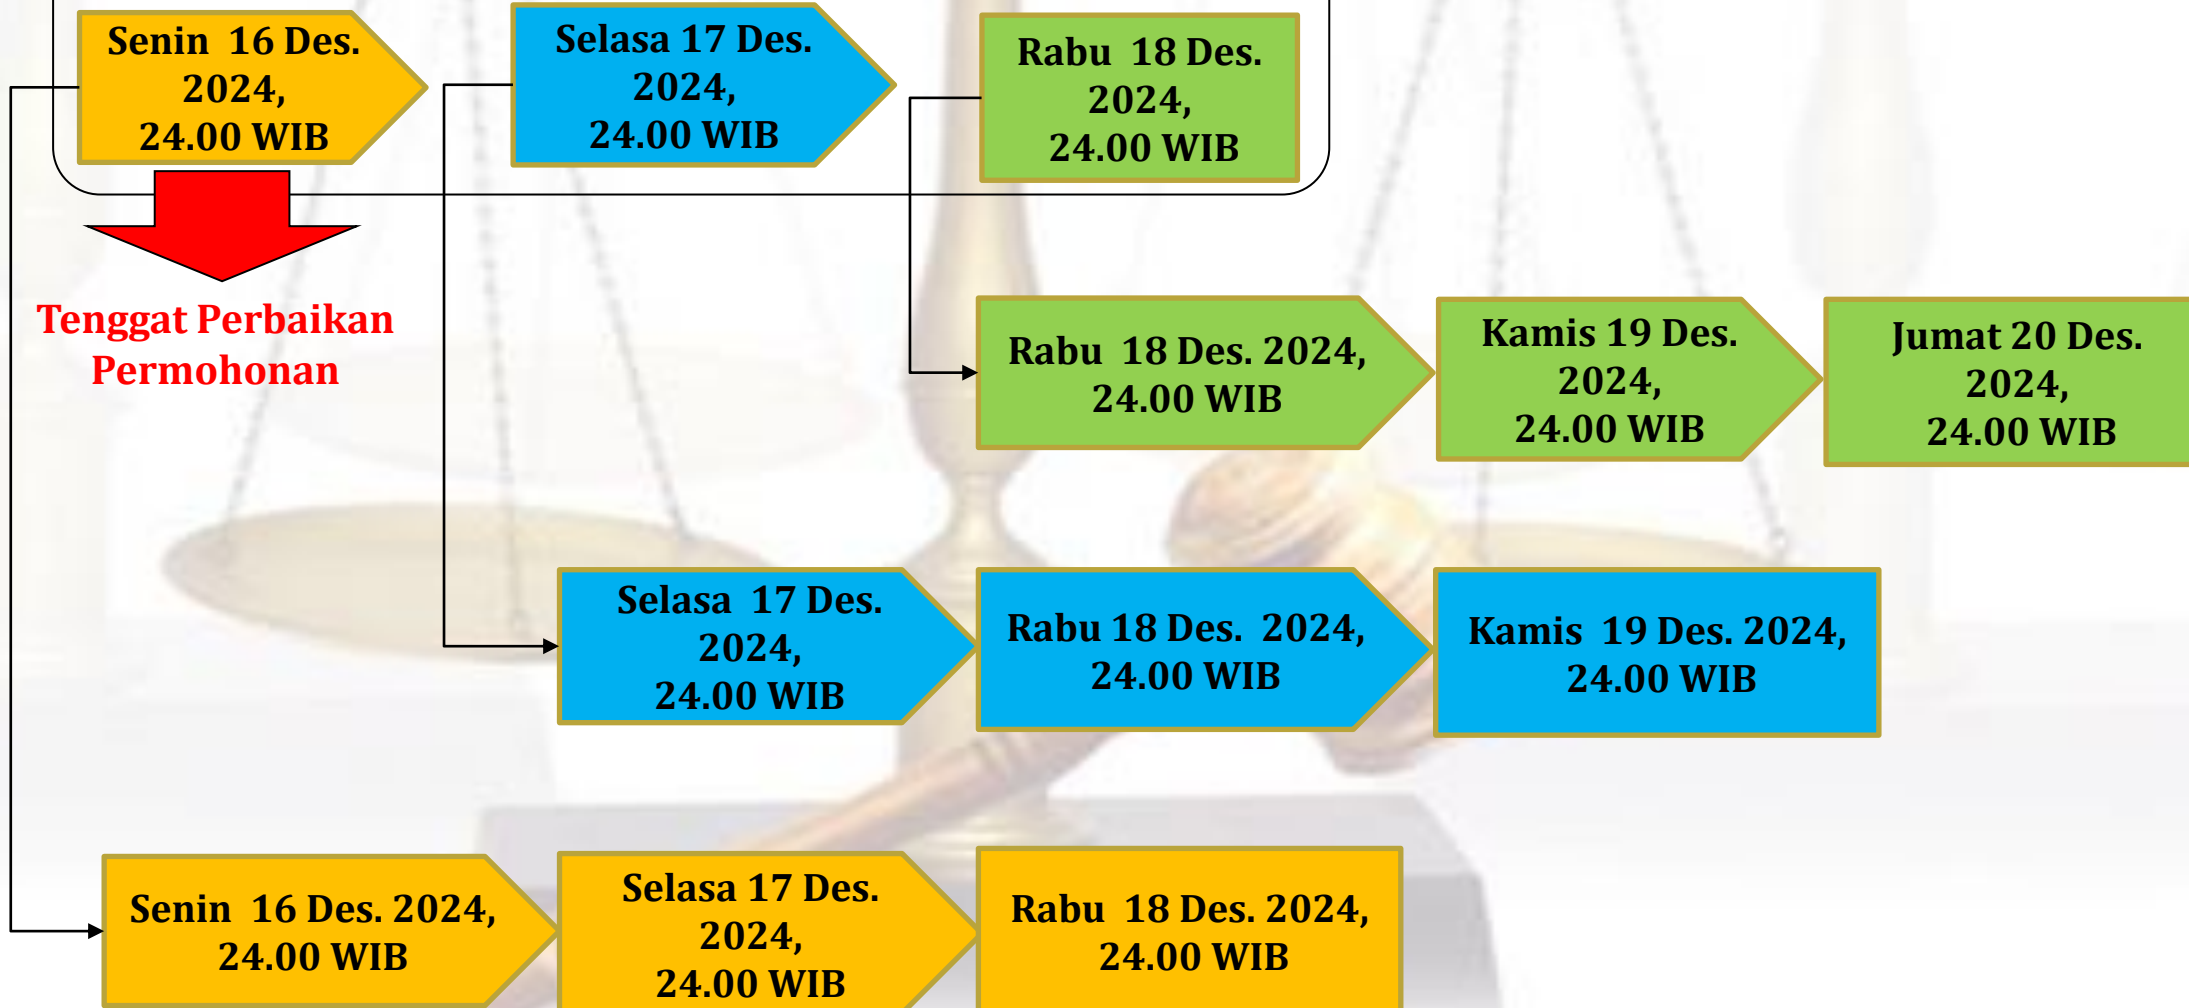 Senin 16 Des.
2024,
24.00 WIB
Selasa 17 Des.
2024,
24.00 WIB
Rabu 18 Des.
2024,
24.00 WIB
Tenggat Perbaikan
Permohonan
Rabu 18 Des. 2024,
24.00 WIB
Kamis 19 Des.
2024,
24.00 WIB
Jumat 20 Des.
2024,
24.00 WIB
Selasa 17 Des.
2024,
24.00 WIB
Rabu 18 Des. 2024,
24.00 WIB
Kamis 19 Des. 2024,
24.00 WIB
Senin 16 Des. 2024,
24.00 WIB
Selasa 17 Des.
2024,
24.00 WIB
Rabu 18 Des. 2024,
24.00 WIB